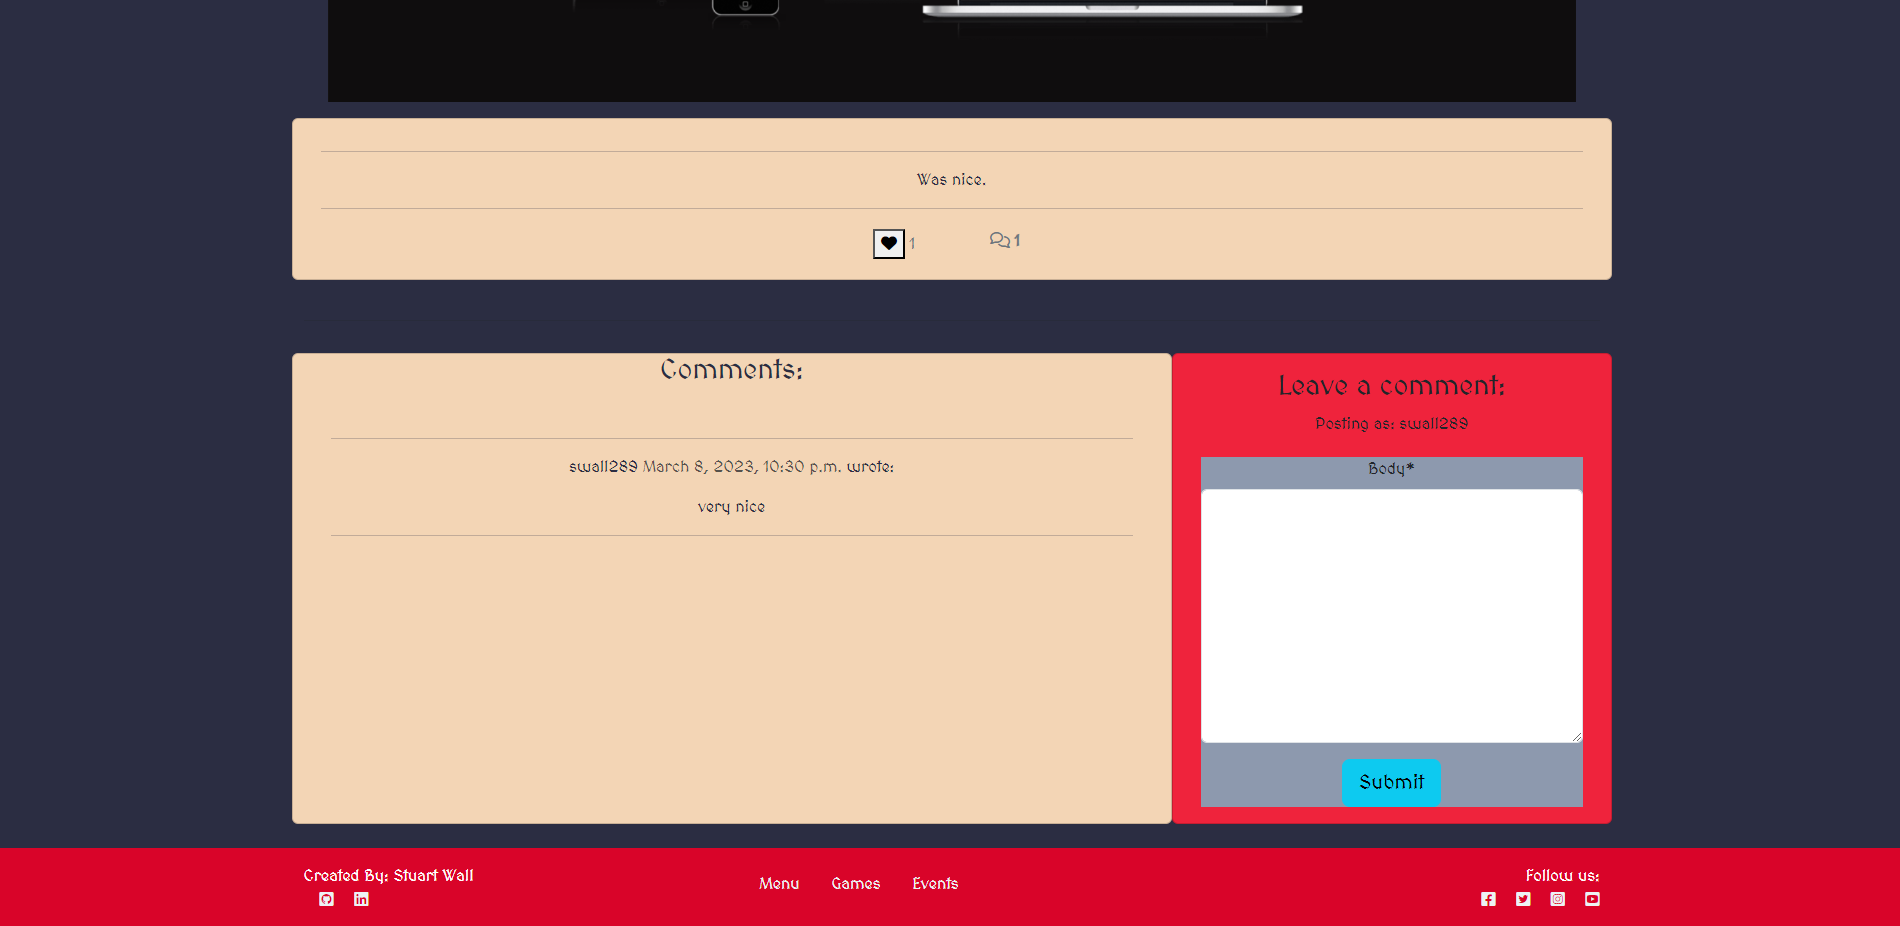 Was nice.
1
1
Comments:
swall289 March 8, 2023, 10:30 p.m. wrote:
very nice
Leave a comment:
Posting as: swall289
Body*
Submit
Created By: Stuart Wall
Menu Games Events
Follow us: